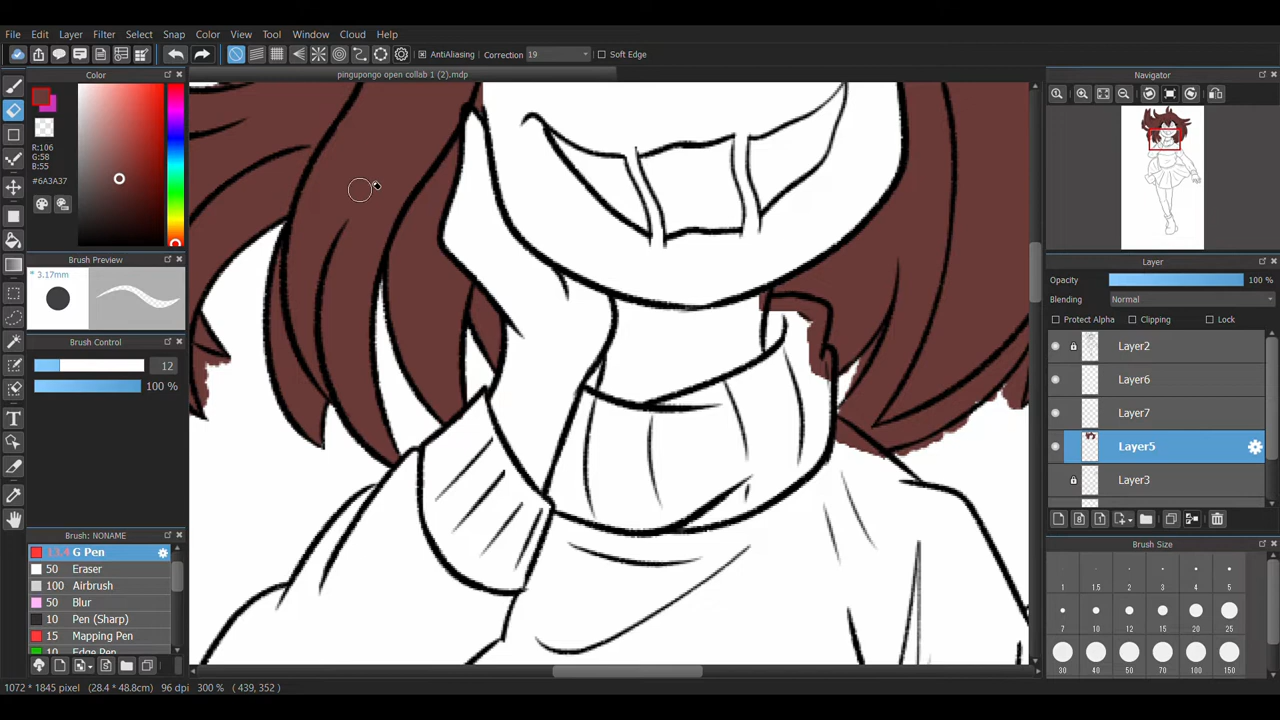 File Edit Layer Filter Select Snap Color View Tool Window Cloud Help
AntiAliasing Correction 19 Soft Edge
Color
pingupongo open collab 1 (2).mdp
Navigator
R:106
G:58
B:55
#6A3A37
Brush Preview
* 3.17mm
Brush Control
12
100 %
Brush: NONAME
13.4 G Pen
50 Eraser
100 Airbrush
50 Blur
10 Pen (Sharp)
15 Mapping Pen
10 Edge Pen
Layer
Opacity 100 %
Blending Normal
Protect Alpha Clipping Lock
Layer2
Layer6
Layer7
Layer5
Layer3
Brush Size
1 1.5 2 3 4 5
7 10 12 15 20 25
30 40 50 70 100 150
1072 * 1845 pixel (28.4 * 48.8cm) 96 dpi 300 % ( 439, 352 )